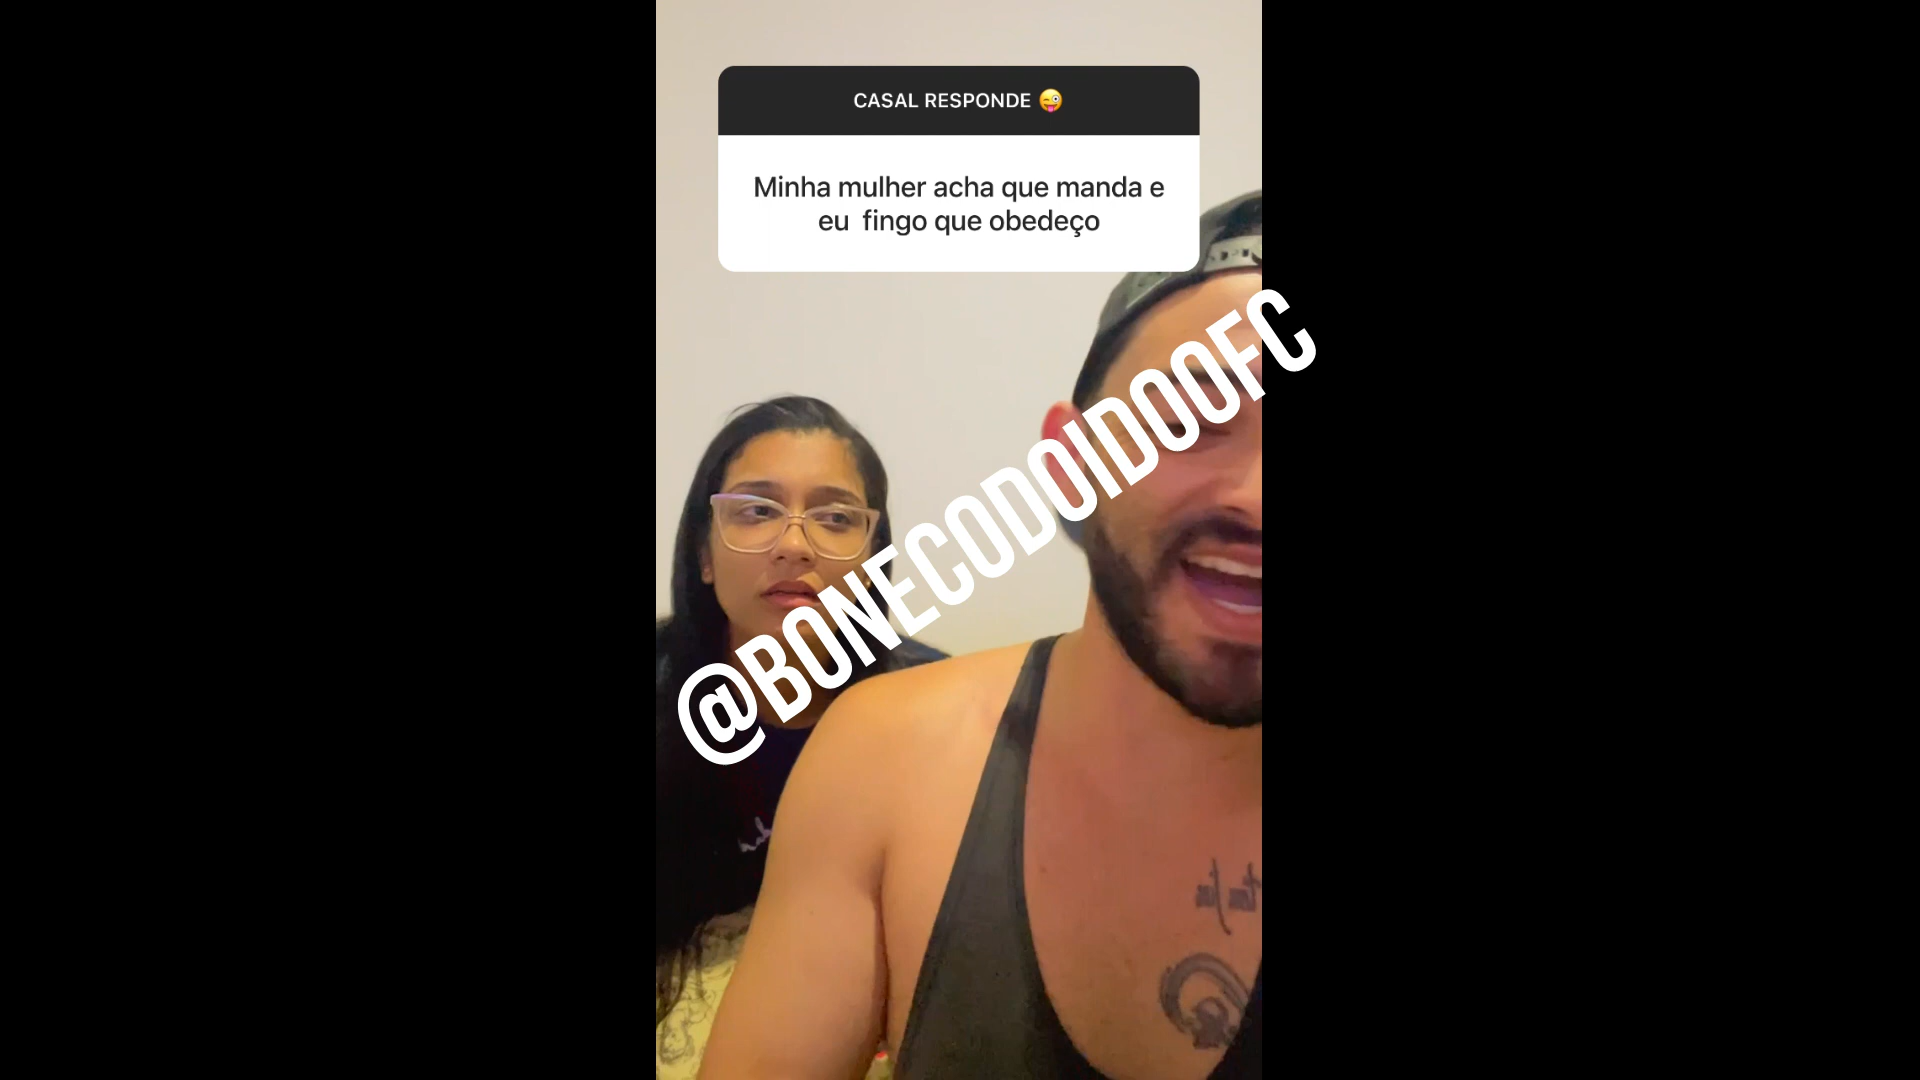 CASAL RESPONDE 😜
Minha mulher acha que manda e
eu fingo que obedeço
@BONECODOIDOOFC